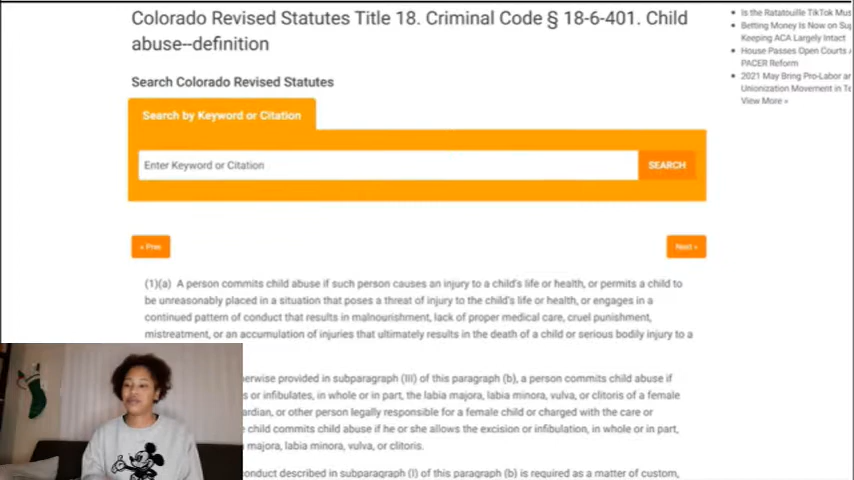 Colorado Revised Statutes Title 18. Criminal Code § 18-6-401. Child
abuse--definition
Search Colorado Revised Statutes
Search by Keyword or Citation
Enter Keyword or Citation
SEARCH
« Prev
Next »
(1)(a) A person commits child abuse if such person causes an injury to a child's life or health, or permits a child to
be unreasonably placed in a situation that poses a threat of injury to the child's life or health, or engages in a
continued pattern of conduct that results in malnourishment, lack of proper medical care, cruel punishment,
mistreatment, or an accumulation of injuries that ultimately results in the death of a child or serious bodily injury to a
erwise provided in subparagraph (III) of this paragraph (b), a person commits child abuse if
s or infibulates, in whole or in part, the labia majora, labia minora, vulva, or clitoris of a female
ardian, or other person legally responsible for a female child or charged with the care or
e child commits child abuse if he or she allows the excision or infibulation, in whole or in part,
majora, labia minora, vulva, or clitoris.
onduct described in subparagraph (I) of this paragraph (b) is required as a matter of custom,
Is the Ratatouille TikTok Mus
Betting Money Is Now on Sup
Keeping ACA Largely Intact
House Passes Open Courts A
PACER Reform
2021 May Bring Pro-Labor an
Unionization Movement in Te
View More »